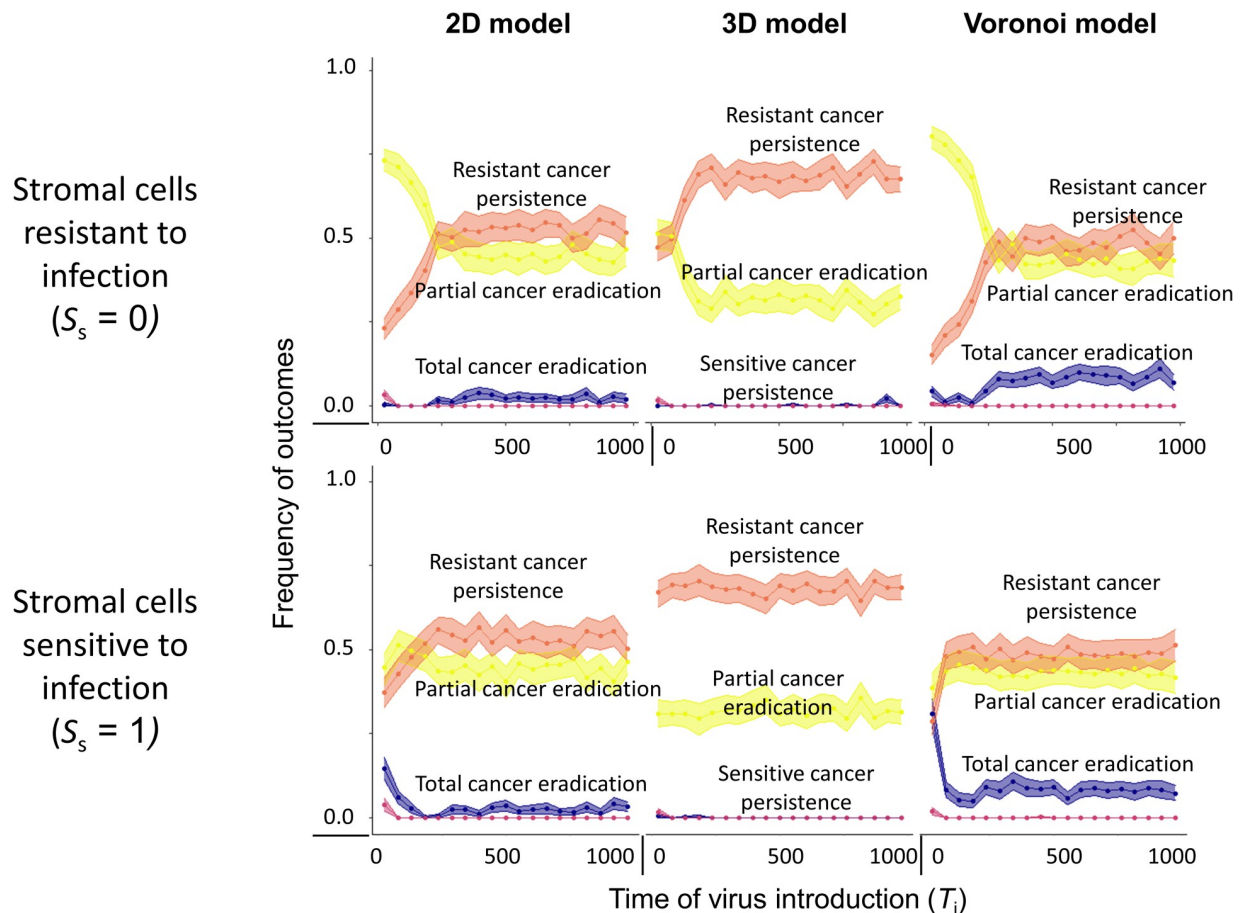 2D model
3D model
Voronoi model
Stromal cells
resistant to
infection
(Ss = 0)
Frequency of outcomes
1.0
0.5
0.0
Resistant cancer
persistence
Partial cancer eradication
Total cancer eradication
0
500
1000
Resistant cancer
persistence
Partial cancer eradication
Sensitive cancer
persistence
0
500
1000
Resistant cancer
persistence
Partial cancer eradication
Total cancer eradication
0
500
1000
Stromal cells
sensitive to
infection
(Ss = 1)
1.0
0.5
0.0
Resistant cancer
persistence
Partial cancer eradication
Total cancer eradication
0
500
1000
Resistant cancer
persistence
Partial cancer
eradication
Sensitive cancer
persistence
0
500
1000
Resistant cancer
persistence
Partial cancer eradication
Total cancer eradication
0
500
1000
Time of virus introduction (Ti)